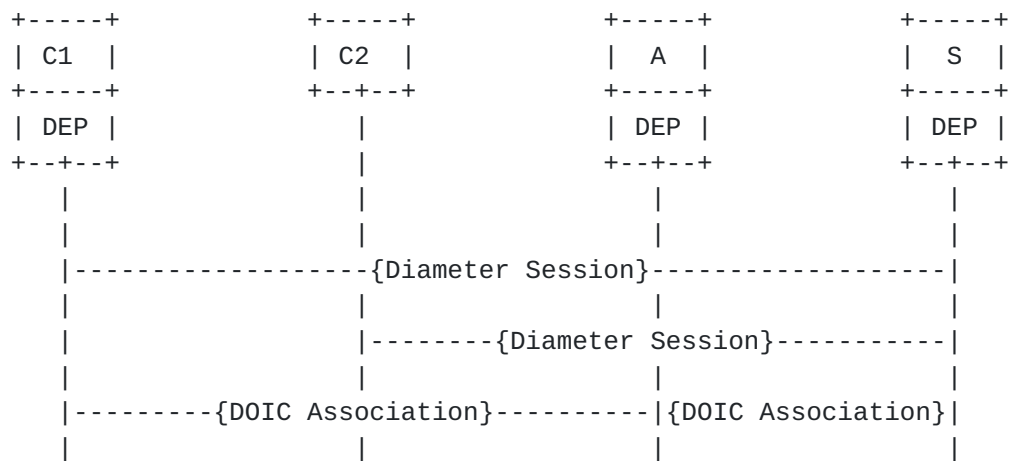 +-----+            +-----+            +-----+            +-----+
| C1  |            | C2  |            |  A  |            |  S  |
+-----+            +--+--+            +-----+            +-----+
| DEP |               |               | DEP |            | DEP |
+--+--+               |               +--+--+            +--+--+
   |                  |                  |                  |
   |                  |                  |                  |
   |-------------------{Diameter Session}-------------------|
   |                  |                  |                  |
   |                  |--------{Diameter Session}-----------|
   |                  |                  |                  |
   |---------{DOIC Association}----------|{DOIC Association}|
   |                  |                  |                  |